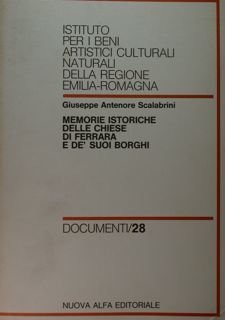 ISTITUTO
PER I BENI
ARTISTICI CULTURALI
NATURALI
DELLA REGIONE
EMILIA-ROMAGNA
Giuseppe Antenore Scalabrini
MEMORIE ISTORICHE
DELLE CHIESE
DI FERRARA
E DE' SUOI BORGHI
DOCUMENTI/28
NUOVA ALFA EDITORIALE